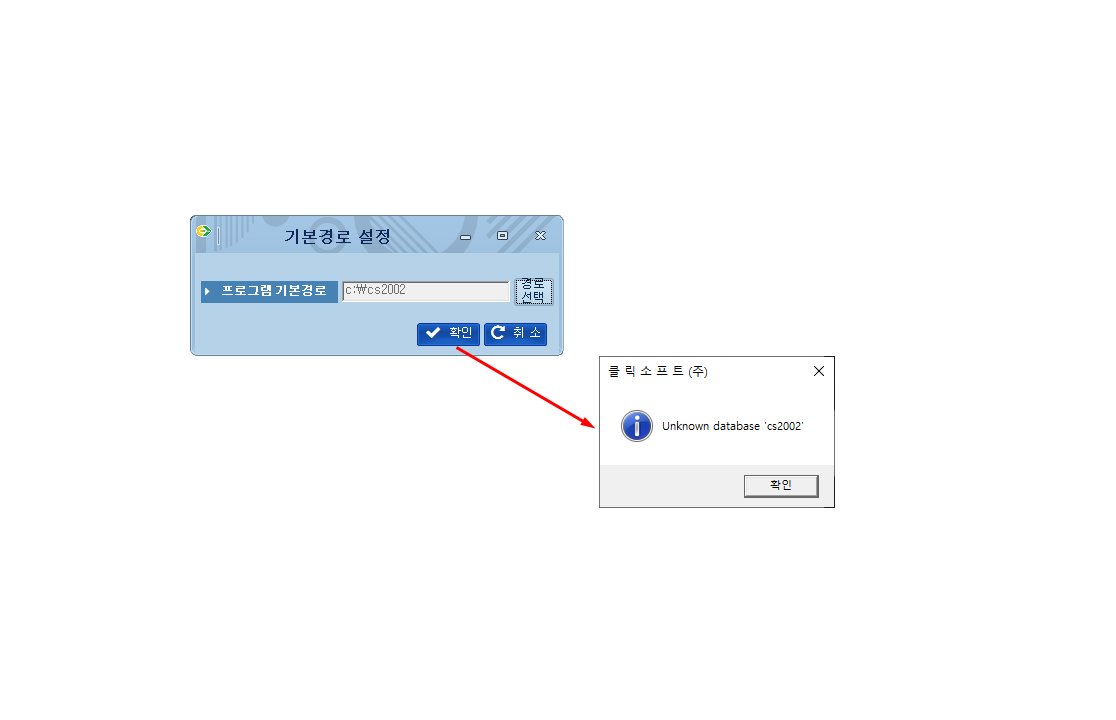 기본경로 설정
프로그램 기본경로
c:\cs2002
경로
선택
확인
취 소
클 릭 소 프 트 (주)
Unknown database 'cs2002'
확인